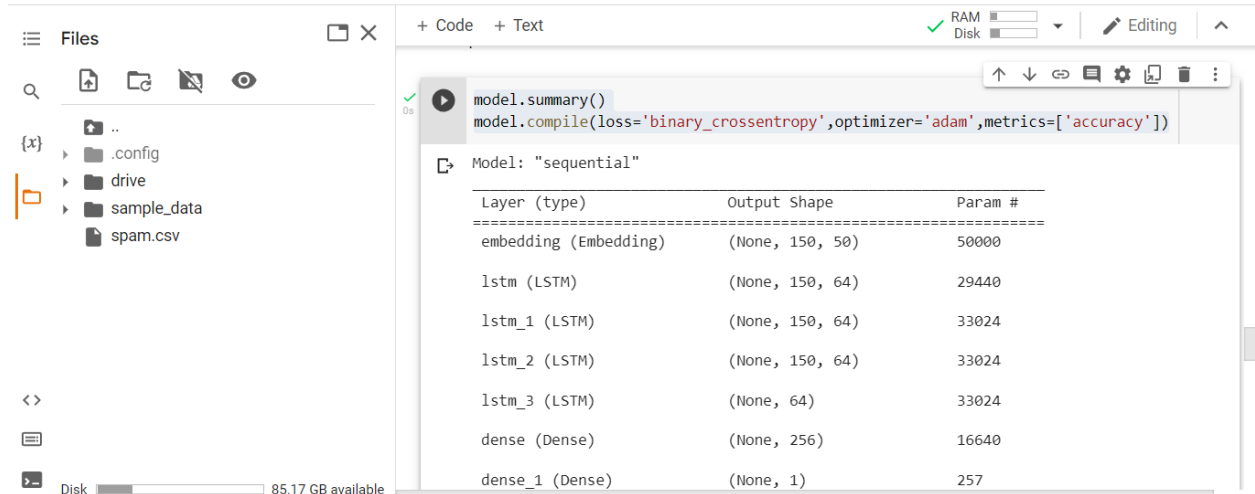 Files
+ Code + Text
RAM
Disk
Editing
..
.config
drive
sample_data
spam.csv
{x}
<>
Disk 85.17 GB available
0s
model.summary()
model.compile(loss='binary_crossentropy',optimizer='adam',metrics=['accuracy'])
Model: "sequential"
Layer (type) Output Shape Param #
embedding (Embedding) (None, 150, 50) 50000
lstm (LSTM) (None, 150, 64) 29440
lstm_1 (LSTM) (None, 150, 64) 33024
lstm_2 (LSTM) (None, 150, 64) 33024
lstm_3 (LSTM) (None, 64) 33024
dense (Dense) (None, 256) 16640
dense_1 (Dense) (None, 1) 257